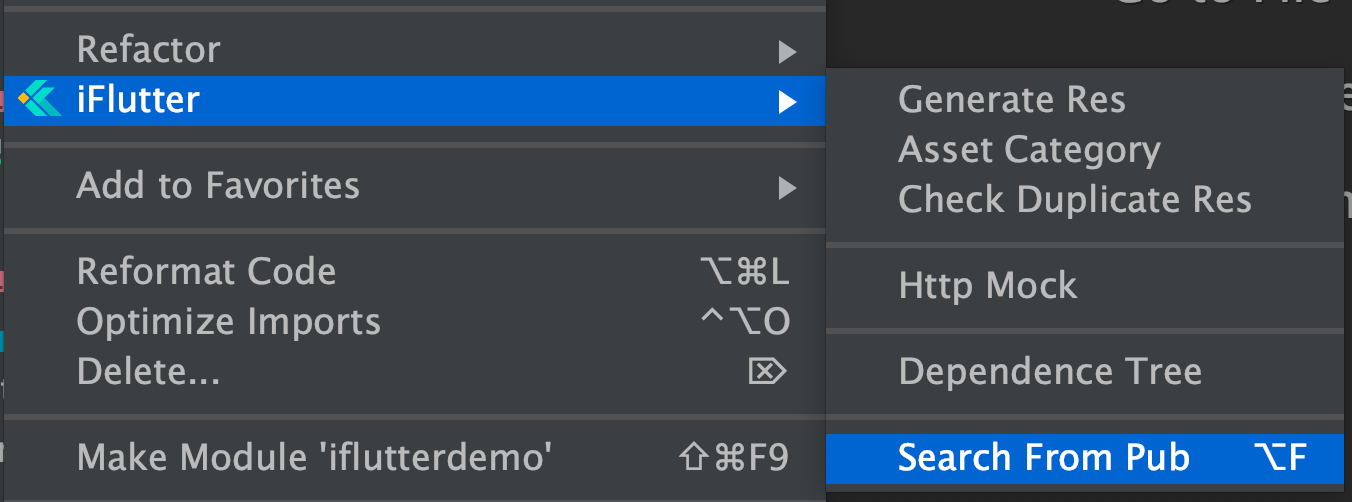 Refactor
iFlutter
Add to Favorites
Reformat Code ⌥⌘L
Optimize Imports ^⌥O
Delete... ⌦
Make Module 'iflutterdemo' ⇧⌘F9
Generate Res
Asset Category
Check Duplicate Res
Http Mock
Dependence Tree
Search From Pub ⌥F